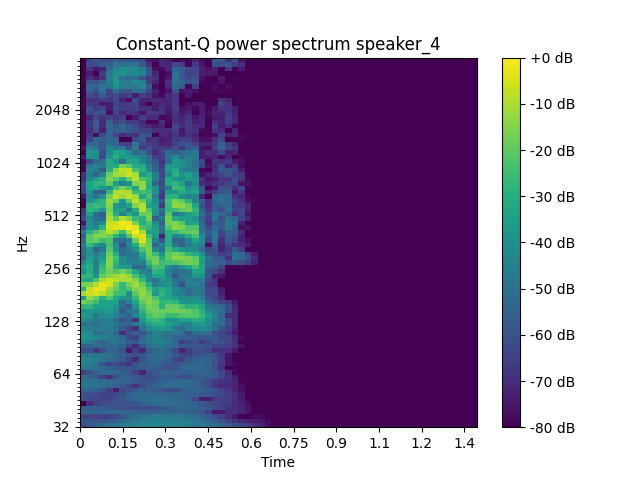 Constant-Q power spectrum speaker_4
Hz
2048
1024
512
256
128
64
32
0 0.15 0.3 0.45 0.6 0.75 0.9 1.1 1.2 1.4
Time
+0 dB
-10 dB
-20 dB
-30 dB
-40 dB
-50 dB
-60 dB
-70 dB
-80 dB